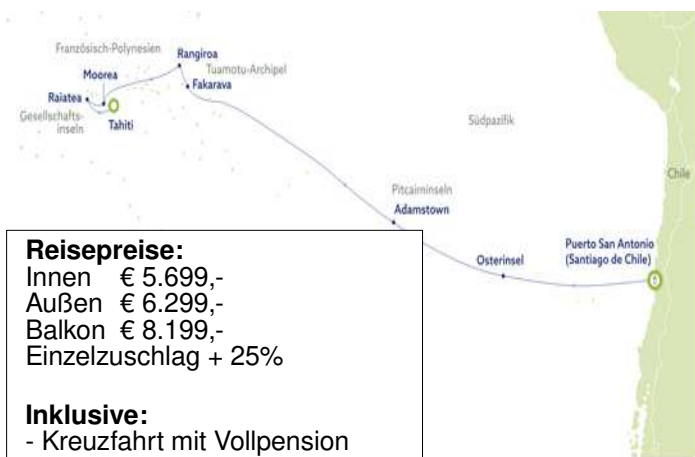 Französisch-Polynesien
Rangiroa
Moorea
Tuamotu-Archipel
Fakarava
Raiatea
Gesellschafts-
inseln
Tahiti
Südpazifik
Chile
Pitcairninseln
Adamstown
Osterinsel
Puerto San Antonio
(Santiago de Chile)
Reisepreise:
Innen € 5.699,-
Außen € 6.299,-
Balkon € 8.199,-
Einzelzuschlag + 25%
Inklusive:
- Kreuzfahrt mit Vollpension